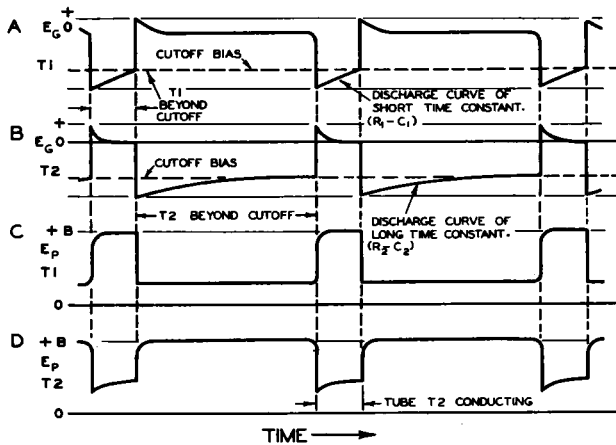 A
+
E_G 0
T1
CUTOFF BIAS
T1
BEYOND
CUTOFF
DISCHARGE CURVE OF
SHORT TIME CONSTANT.
(R₁-C₁)
B
+
E_G 0
T2
CUTOFF BIAS
T2 BEYOND CUTOFF
DISCHARGE CURVE OF
LONG TIME CONSTANT.
(R₂-C₂)
C
+B
E_P
T1
0
D
+B
E_P
T2
0
TUBE T2 CONDUCTING
TIME